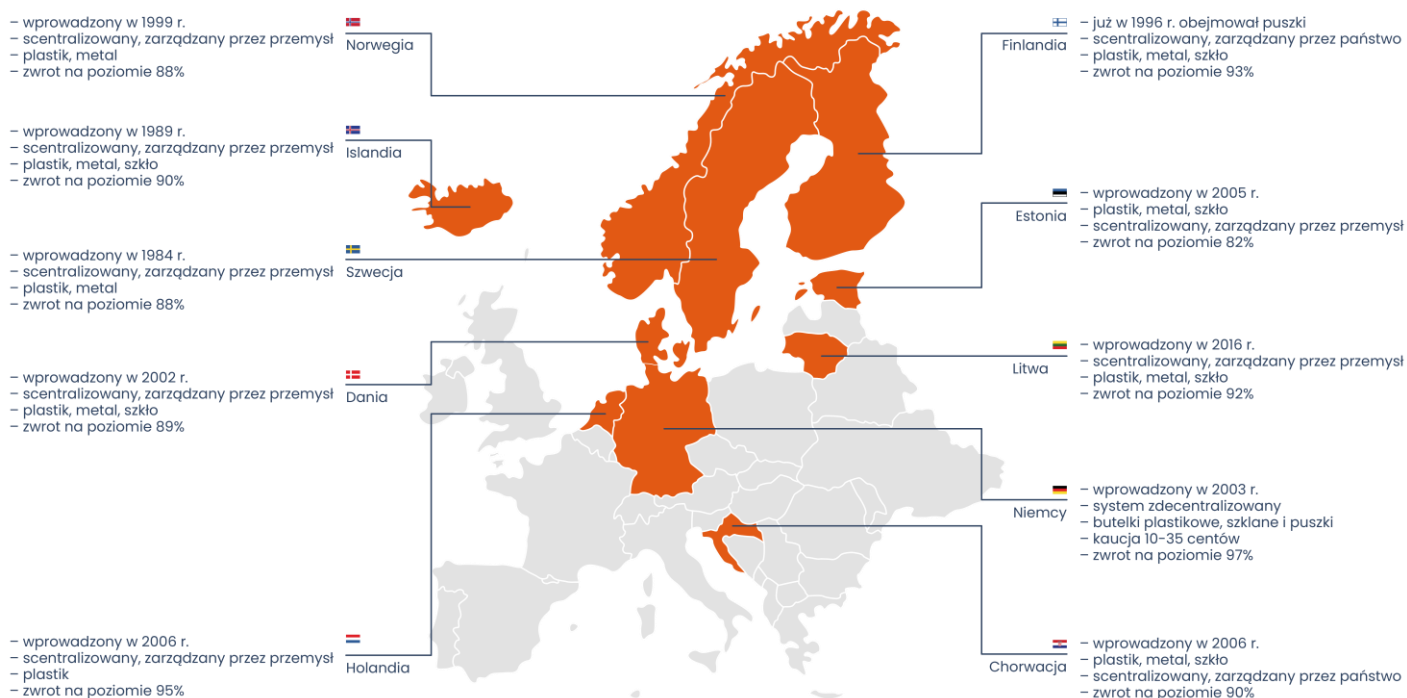 – wprowadzony w 1999 r.
– scentralizowany, zarządzany przez przemysł
– plastik, metal
– zwrot na poziomie 88%
Norwegia
– wprowadzony w 1989 r.
– scentralizowany, zarządzany przez przemysł
– plastik, metal, szkło
– zwrot na poziomie 90%
Islandia
– wprowadzony w 1984 r.
– scentralizowany, zarządzany przez przemysł
– plastik, metal
– zwrot na poziomie 88%
Szwecja
– wprowadzony w 2002 r.
– scentralizowany, zarządzany przez przemysł
– plastik, metal, szkło
– zwrot na poziomie 89%
Dania
– wprowadzony w 2006 r.
– scentralizowany, zarządzany przez przemysł
– plastik
– zwrot na poziomie 95%
Holandia
Finlandia
– już w 1996 r. obejmował puszki
– scentralizowany, zarządzany przez państwo
– plastik, metal, szkło
– zwrot na poziomie 93%
Estonia
– wprowadzony w 2005 r.
– plastik, metal, szkło
– scentralizowany, zarządzany przez przemysł
– zwrot na poziomie 82%
Litwa
– wprowadzony w 2016 r.
– scentralizowany, zarządzany przez przemysł
– plastik, metal, szkło
– zwrot na poziomie 92%
Niemcy
– wprowadzony w 2003 r.
– system zdecentralizowany
– butelki plastikowe, szklane i puszki
– kaucja 10-35 centów
– zwrot na poziomie 97%
Chorwacja
– wprowadzony w 2006 r.
– plastik, metal, szkło
– scentralizowany, zarządzany przez państwo
– zwrot na poziomie 90%